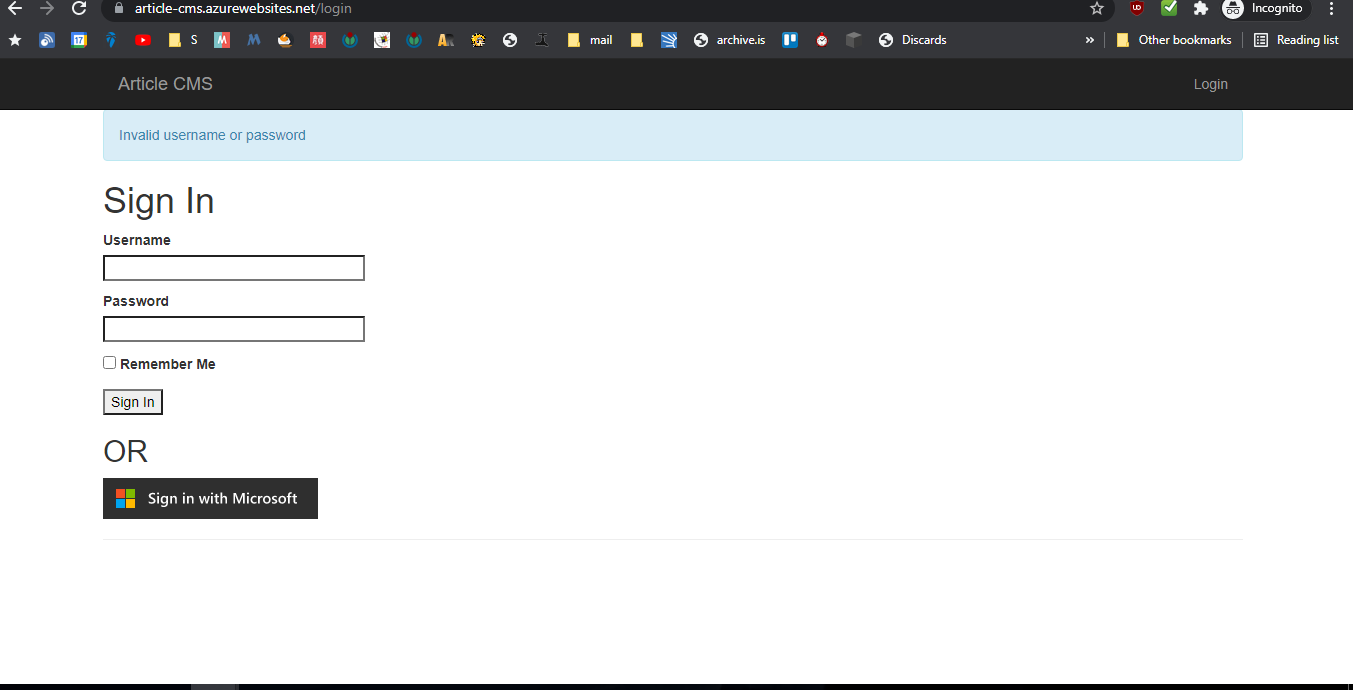 article-cms.azurewebsites.net/login
Incognito
17
S
mail
archive.is
Discards
»
Other bookmarks
Reading list
Article CMS
Login
Invalid username or password
Sign In
Username
Password
Remember Me
Sign In
OR
Sign in with Microsoft